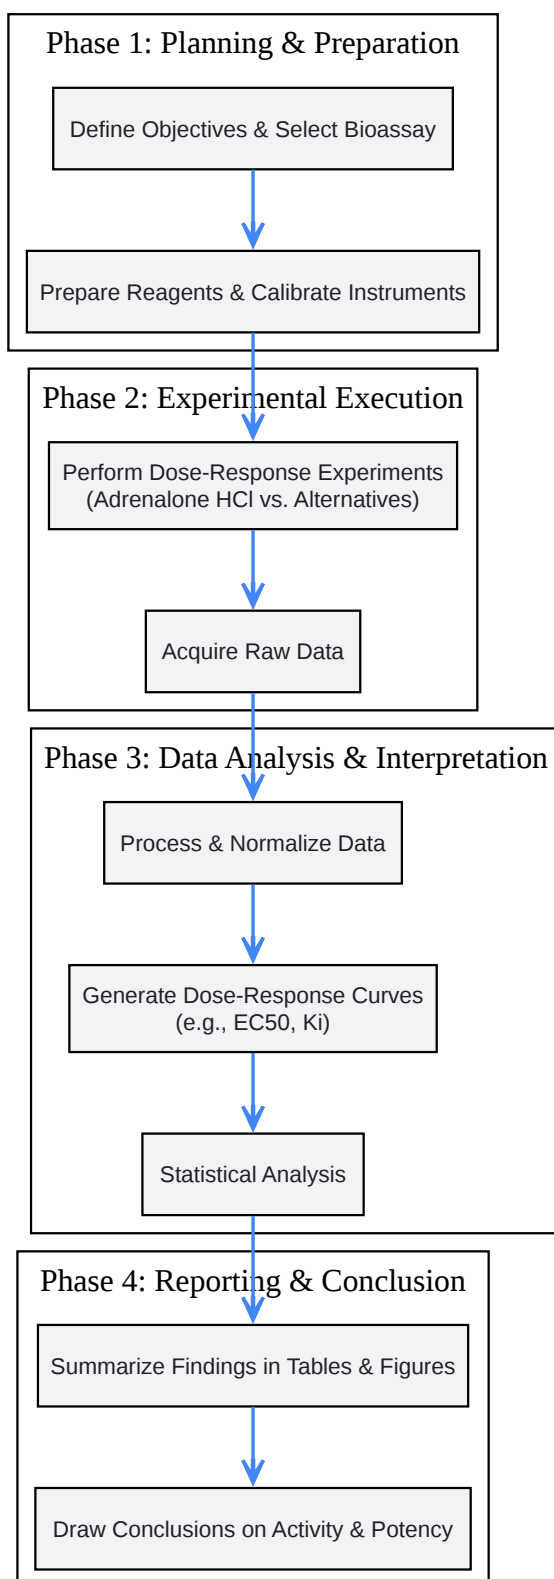 Phase 1: Planning & Preparation
Define Objectives & Select Bioassay
Prepare Reagents & Calibrate Instruments
Phase 2: Experimental Execution
Perform Dose-Response Experiments
(Adrenalone HCl vs. Alternatives)
Acquire Raw Data
Phase 3: Data Analysis & Interpretation
Process & Normalize Data
Generate Dose-Response Curves
(e.g., EC50, Ki)
Statistical Analysis
Phase 4: Reporting & Conclusion
Summarize Findings in Tables & Figures
Draw Conclusions on Activity & Potency